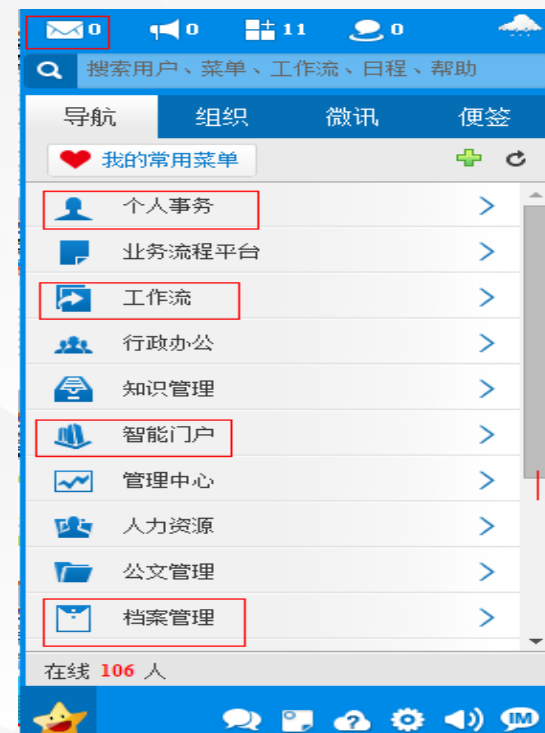 0 0 11 0
搜索用户、菜单、工作流、日程、帮助
导航 组织 微讯 便签
我的常用菜单
个人事务
业务流程平台
工作流
行政办公
知识管理
智能门户
管理中心
人力资源
公文管理
档案管理
在线 106 人
IM